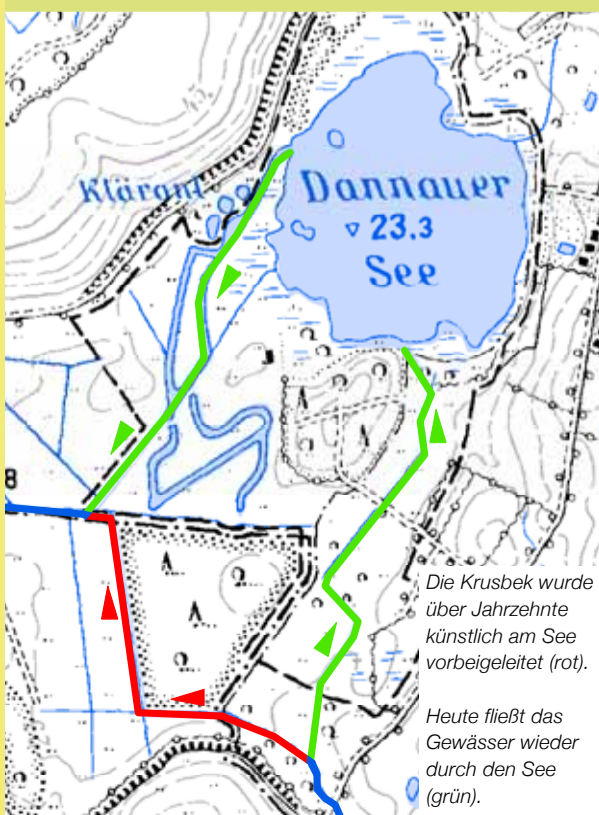 45
Kläranl
Dannauer
▿ 23.3
See
8
Die Krusbek wurde
über Jahrzehnte
künstlich am See
vorbeigeleitet (rot).
Heute fließt das
Gewässer wieder
durch den See
(grün).